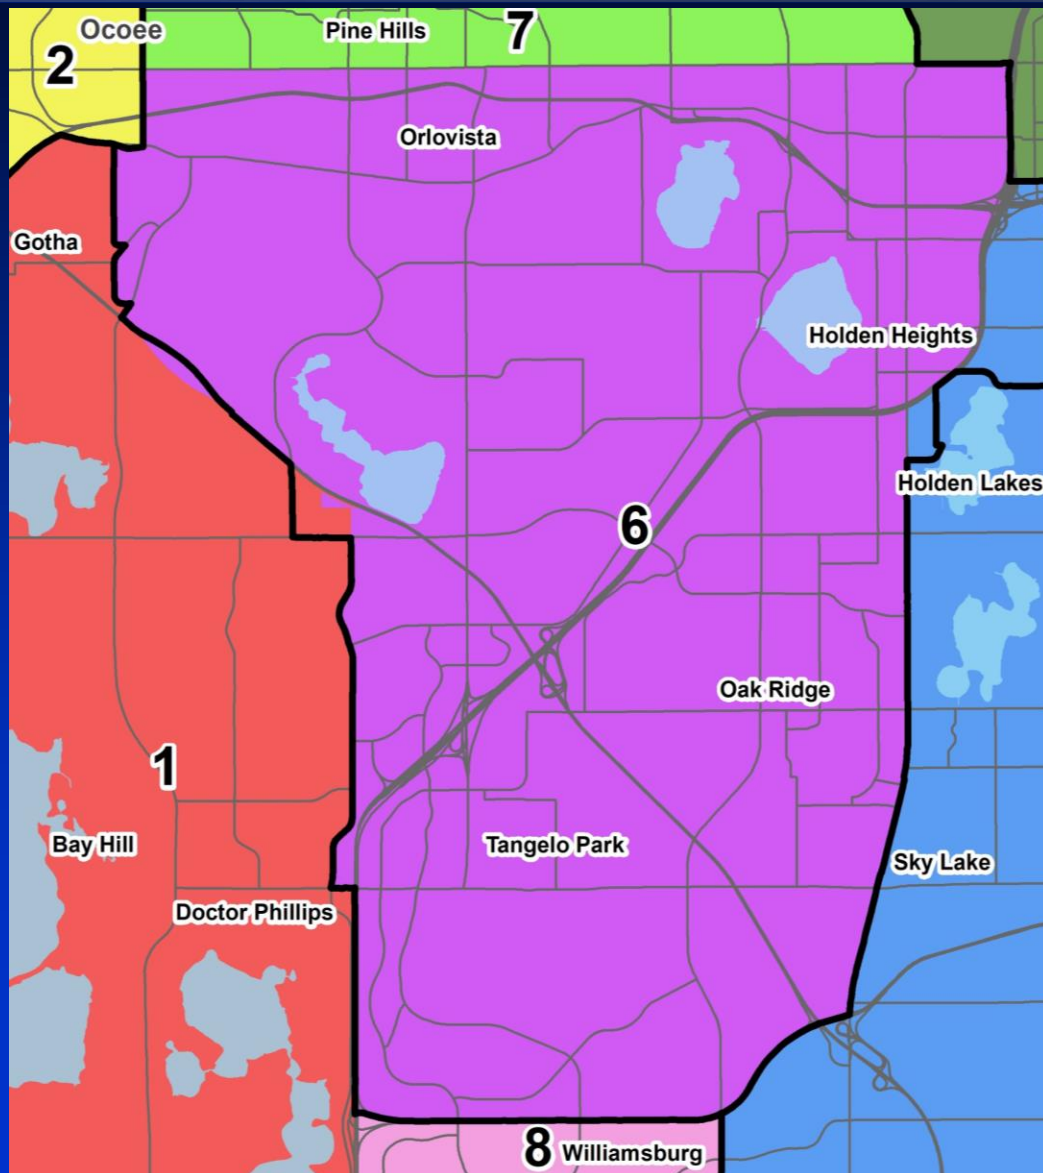 Ocoee
Pine Hills
7
2
Orlovista
Gotha
Holden Heights
Holden Lakes
6
Oak Ridge
1
Bay Hill
Tangelo Park
Sky Lake
Doctor Phillips
8
Williamsburg